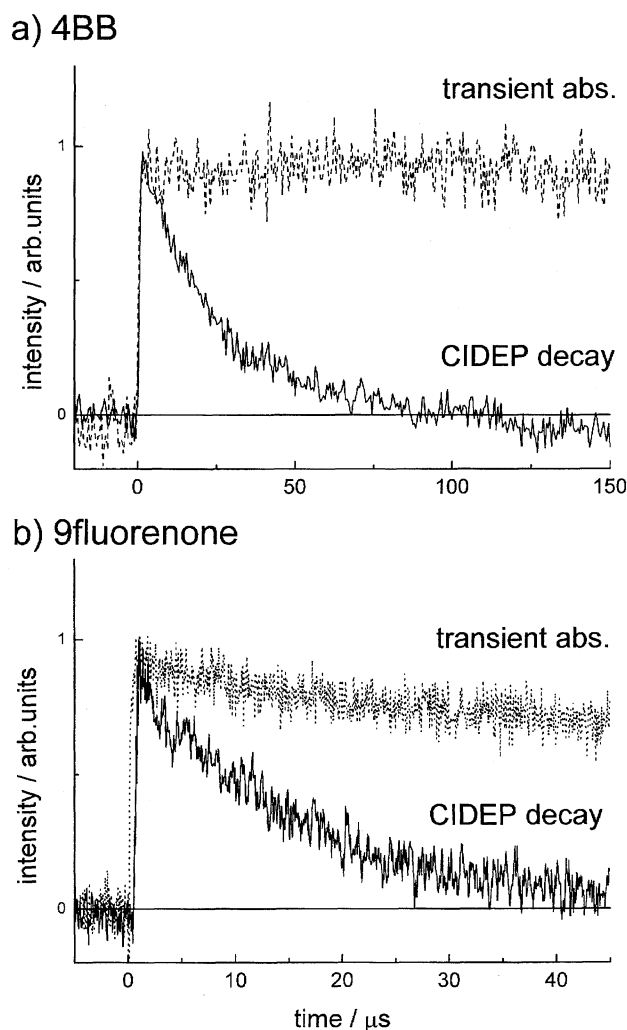 a) 4BB
transient abs.
1
intensity / arb.units
CIDEP decay
0
0 50 100 150
b) 9fluorenone
transient abs.
1
intensity / arb.units
CIDEP decay
0
0 10 20 30 40
time / μs